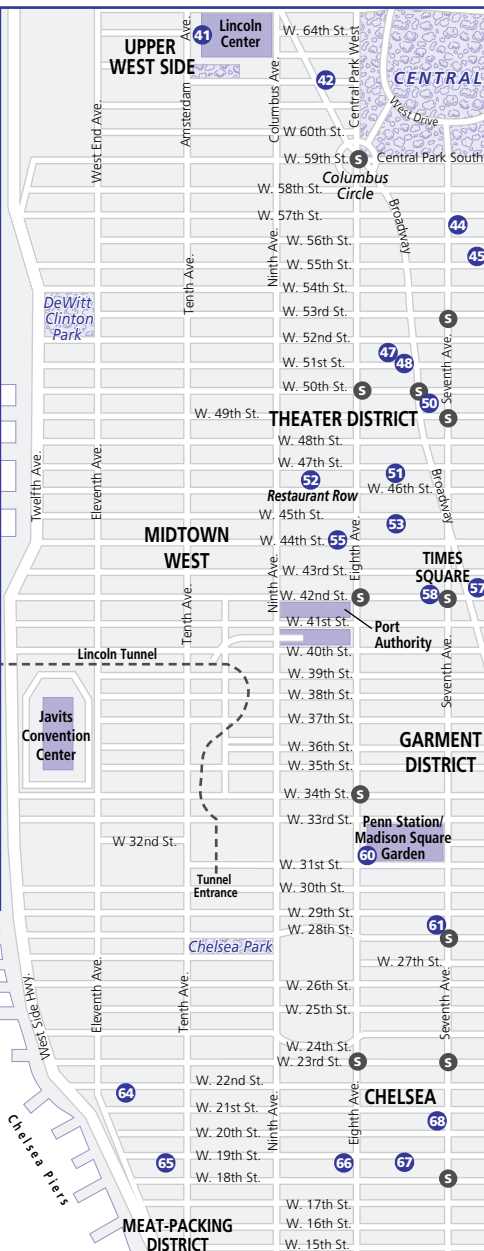 Lincoln
Center
41
UPPER
WEST SIDE
Amsterdam Ave.
Columbus Ave.
Central Park West
W. 64th St.
42
CENTRAL
West Drive
West End Ave.
W 60th St.
W. 59th St.
S
Central Park South
Columbus
Circle
W. 58th St.
W. 57th St.
44
Broadway
W. 56th St.
45
W. 55th St.
Ninth Ave.
Tenth Ave.
W. 54th St.
DeWitt
Clinton
Park
W. 53rd St.
S
W. 52nd St.
47
48
Seventh Ave.
W. 51st St.
W. 50th St.
S
S
50
W. 49th St.
S
THEATER DISTRICT
W. 48th St.
W. 47th St.
51
52
W. 46th St.
Restaurant Row
Broadway
Twelfth Ave.
Eleventh Ave.
W. 45th St.
53
MIDTOWN
WEST
W. 44th St.
55
Eighth Ave.
W. 43rd St.
TIMES
SQUARE
57
58
S
Ninth Ave.
W. 42nd St.
S
Tenth Ave.
W. 41st St.
Port
Authority
W. 40th St.
Lincoln Tunnel
W. 39th St.
Seventh Ave.
W. 38th St.
Javits
Convention
Center
W. 37th St.
W. 36th St.
GARMENT
DISTRICT
W. 35th St.
W. 34th St.
S
W. 33rd St.
Penn Station/
Madison Square
Garden
W 32nd St.
60
W. 31st St.
Tunnel
Entrance
W. 30th St.
W. 29th St.
61
W. 28th St.
S
Chelsea Park
W. 27th St.
W. 26th St.
West Side Hwy.
Eleventh Ave.
Tenth Ave.
Seventh Ave.
W. 25th St.
W. 24th St.
W. 23rd St.
S
S
W. 22nd St.
64
CHELSEA
W. 21st St.
Ninth Ave.
Eighth Ave.
68
W. 20th St.
Chelsea Piers
W. 19th St.
65
66
67
W. 18th St.
S
W. 17th St.
MEAT-PACKING
DISTRICT
W. 16th St.
W. 15th St.